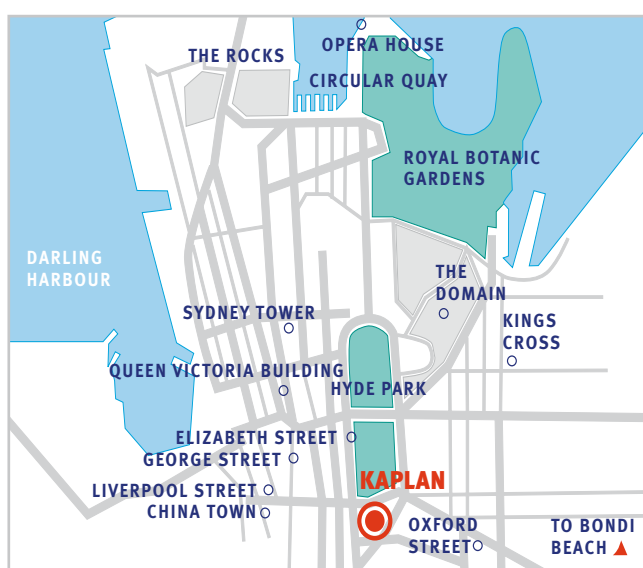 OPERA HOUSE
THE ROCKS
CIRCULAR QUAY
ROYAL BOTANIC
GARDENS
DARLING
HARBOUR
THE
DOMAIN
SYDNEY TOWER
KINGS
CROSS
QUEEN VICTORIA BUILDING
HYDE PARK
ELIZABETH STREET
GEORGE STREET
KAPLAN
LIVERPOOL STREET
CHINA TOWN
OXFORD
STREET
TO BONDI
BEACH